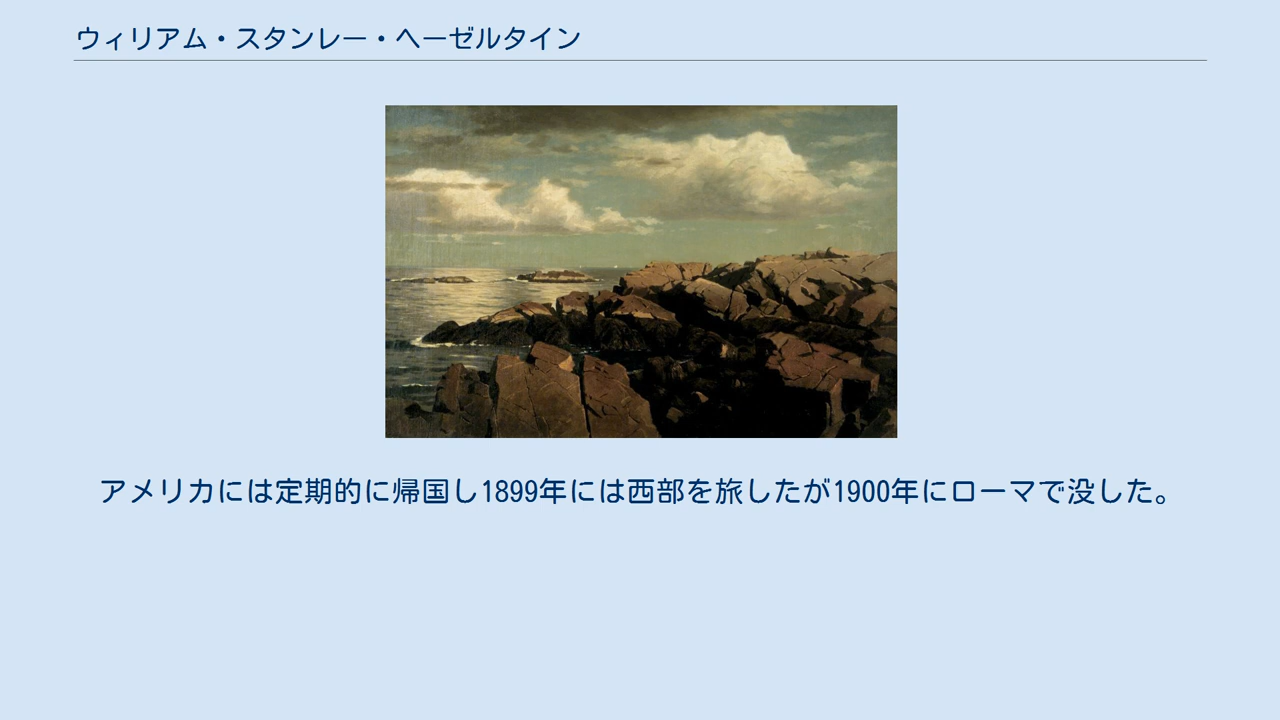 ウィリアム・スタンレー・ヘーゼルタイン
アメリカには定期的に帰国し1899年には西部を旅したが1900年にローマで没した。